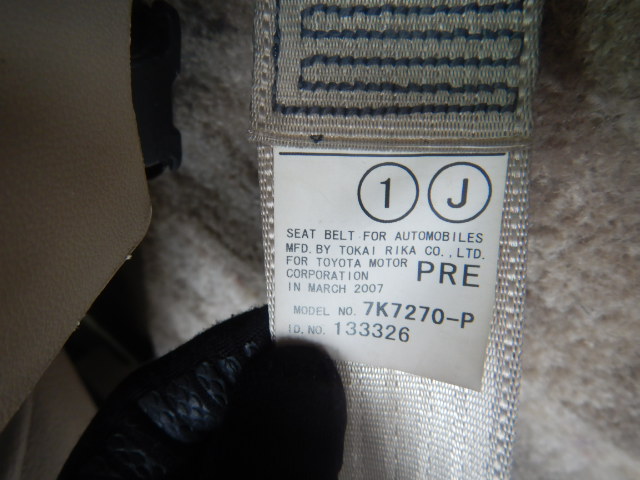 1 J
SEAT BELT FOR AUTOMOBILES
MFD. BY TOKAI RIKA CO., LTD.
FOR TOYOTA MOTOR
CORPORATION PRE
IN MARCH 2007
MODEL NO. 7K7270-P
ID. NO. 133326